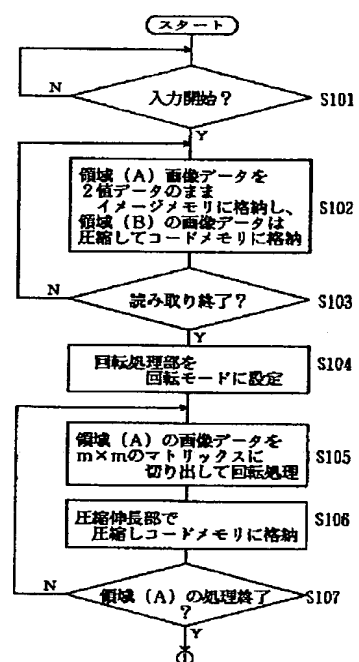 スタート
N
入力開始?
S101
Y
領域(A)画像データを
2値データのまま
イメージメモリに格納し、
領域(B)の画像データは
圧縮してコードメモリに格納
S102
N
読み取り終了?
S103
Y
回転処理部を
回転モードに設定
S104
領域(A)の画像データを
m×mのマトリックスに
切り出して回転処理
S105
圧縮伸長部で
圧縮しコードメモリに格納
S106
N
領域(A)の処理終了
?
S107
Y
①